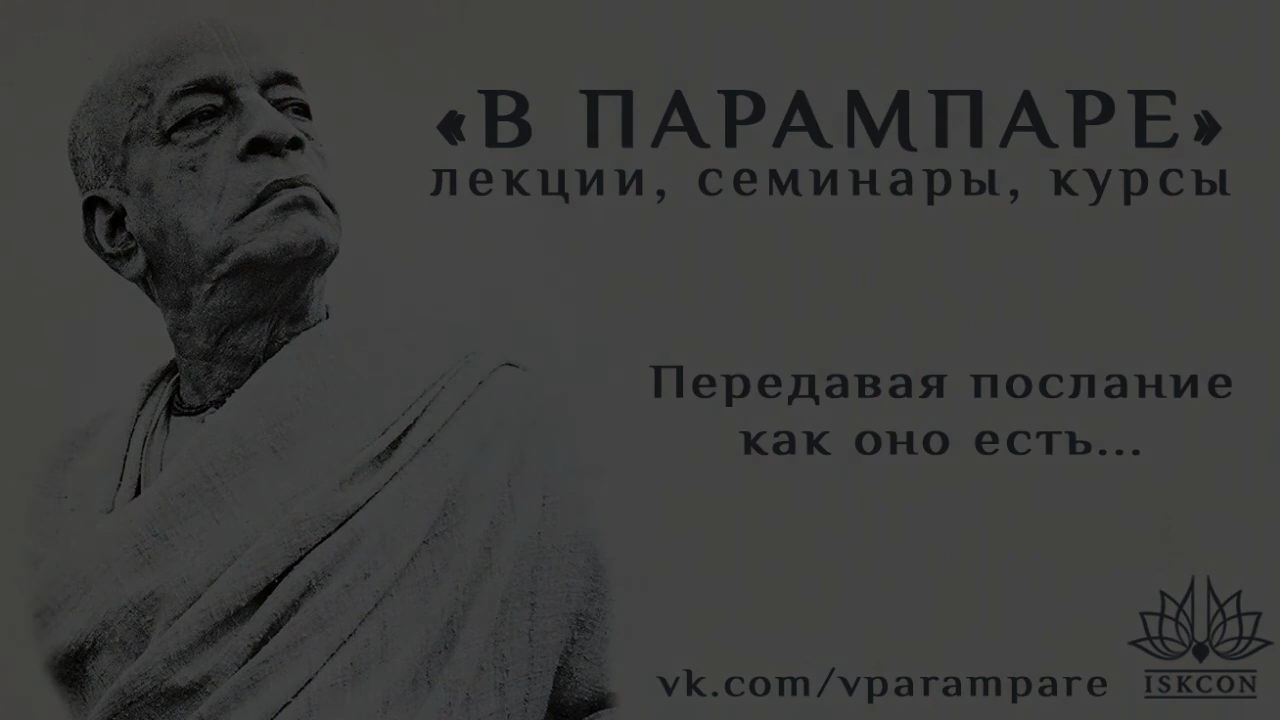 «В ПАРАМПАРЕ»
лекции, семинары, курсы
Передавая послание
как оно есть...
vk.com/vparampare
ISKCON